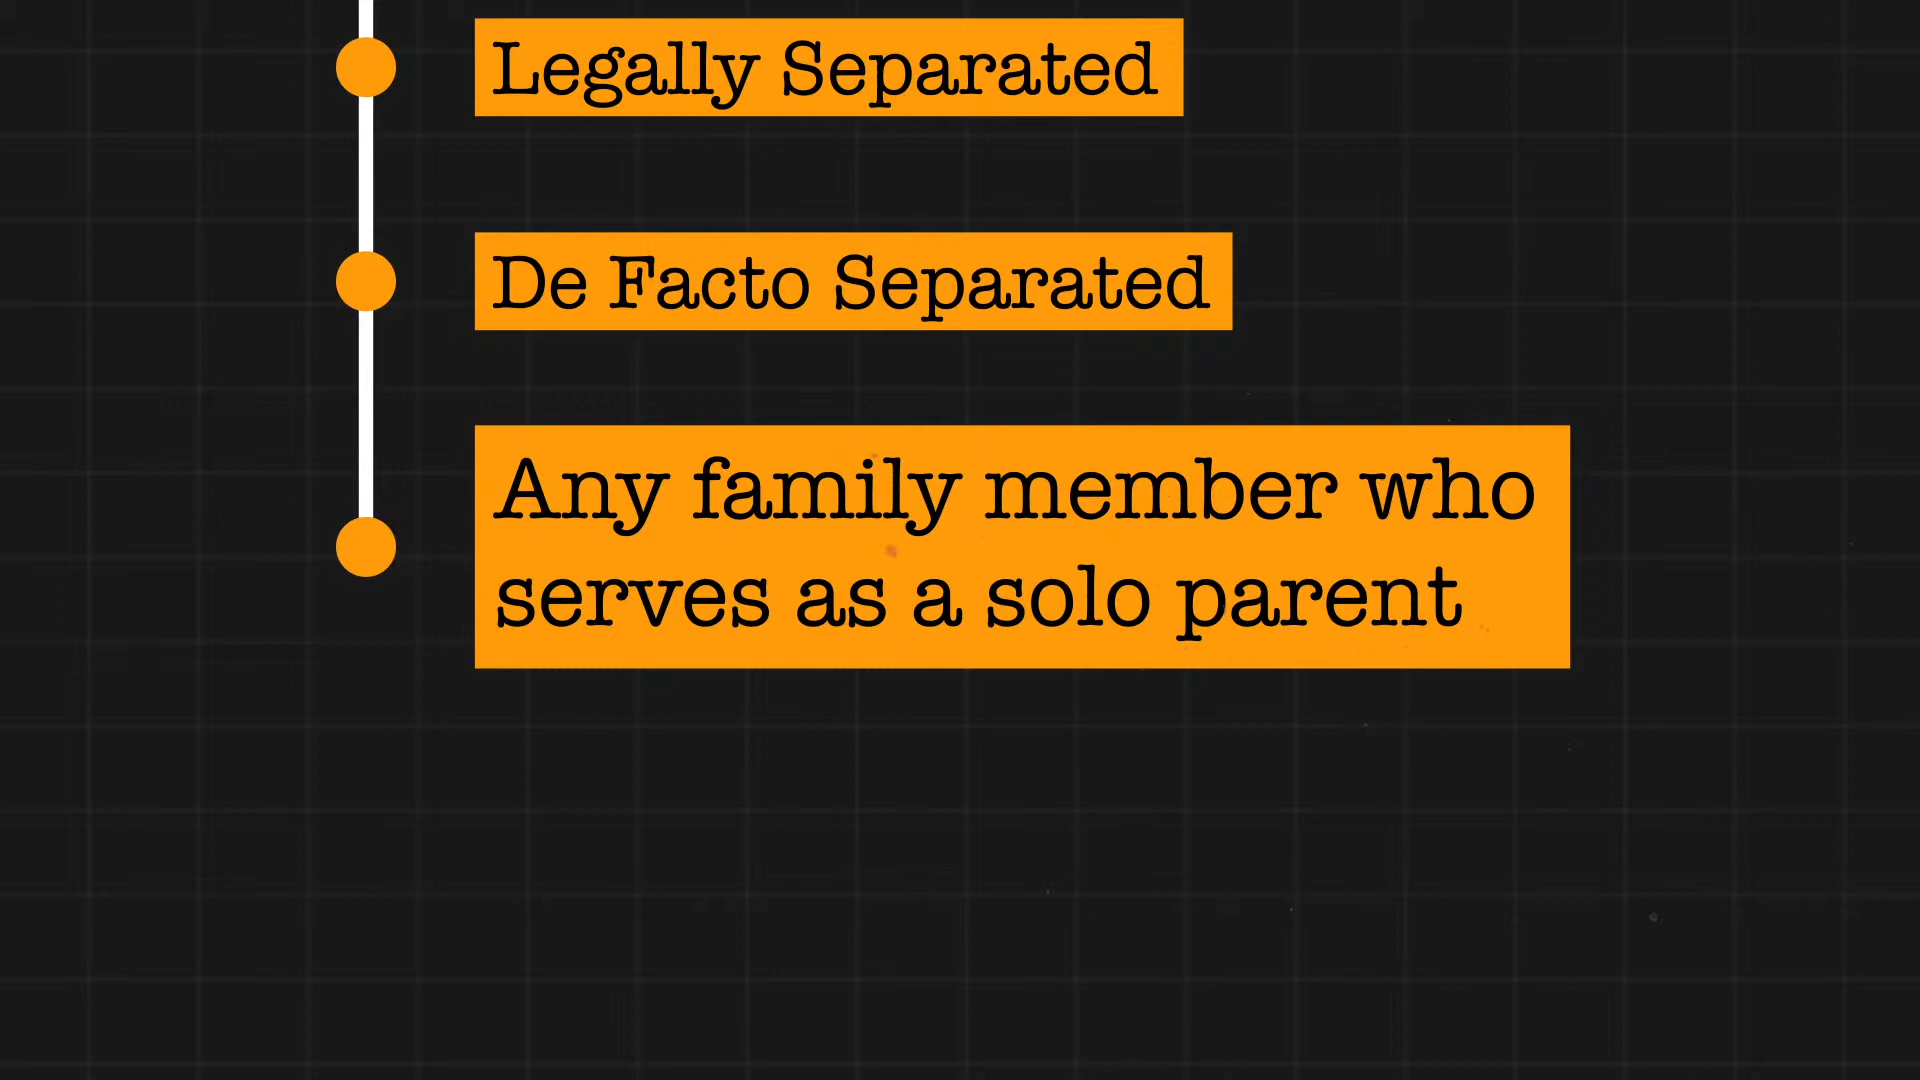 Legally Separated
De Facto Separated
Any family member who
serves as a solo parent